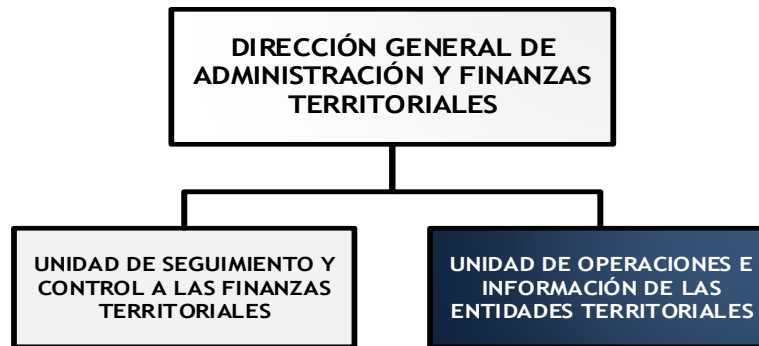 DIRECCIÓN GENERAL DE
ADMINISTRACIÓN Y FINANZAS
TERRITORIALES
UNIDAD DE SEGUIMIENTO Y
CONTROL A LAS FINANZAS
TERRITORIALES
UNIDAD DE OPERACIONES E
INFORMACIÓN DE LAS
ENTIDADES TERRITORIALES